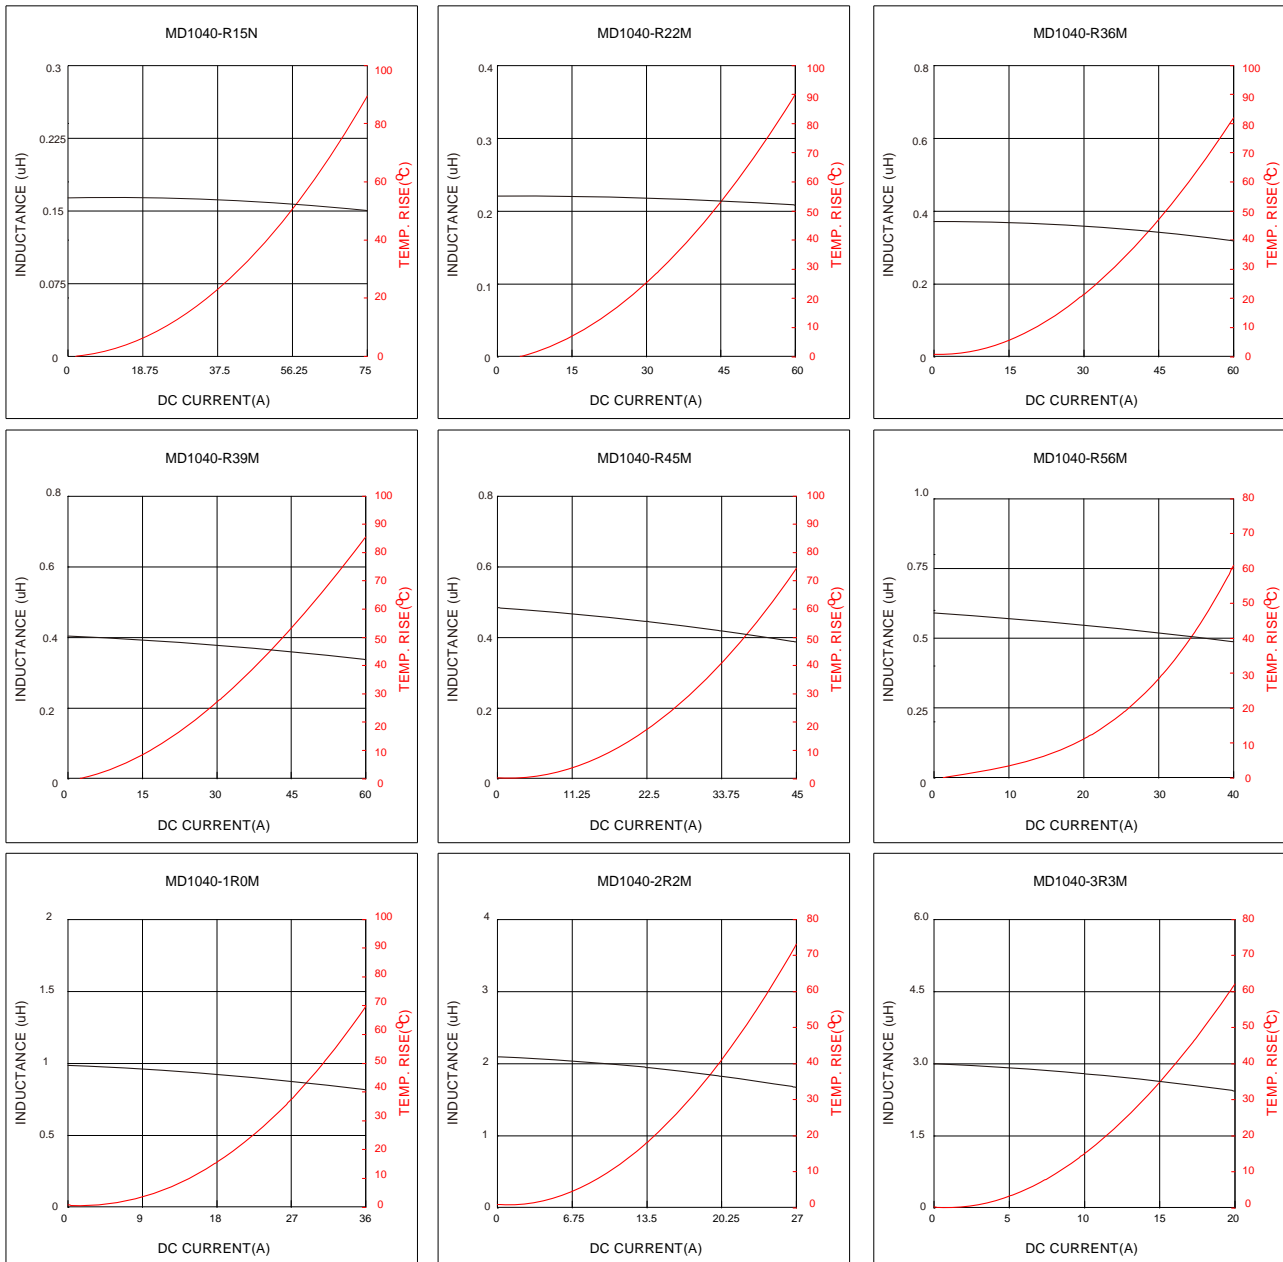 MD1040-R15N
INDUCTANCE (uH)
0.3
0.225
0.15
0.075
0
100
80
60
40
20
0
TEMP. RISE(ºC)
0 18.75 37.5 56.25 75
DC CURRENT(A)
MD1040-R22M
INDUCTANCE (uH)
0.4
0.3
0.2
0.1
0
100
90
80
70
60
50
40
30
20
10
0
TEMP. RISE(ºC)
0 15 30 45 60
DC CURRENT(A)
MD1040-R36M
INDUCTANCE (uH)
0.8
0.6
0.4
0.2
0
100
90
80
70
60
50
40
30
20
10
0
TEMP. RISE(ºC)
0 15 30 45 60
DC CURRENT(A)
MD1040-R39M
INDUCTANCE (uH)
0.8
0.6
0.4
0.2
0
100
90
80
70
60
50
40
30
20
10
0
TEMP. RISE(ºC)
0 15 30 45 60
DC CURRENT(A)
MD1040-R45M
INDUCTANCE (uH)
0.8
0.6
0.4
0.2
0
100
90
80
70
60
50
40
30
20
10
0
TEMP. RISE(ºC)
0 11.25 22.5 33.75 45
DC CURRENT(A)
MD1040-R56M
INDUCTANCE (uH)
1.0
0.75
0.5
0.25
0
80
70
60
50
40
30
20
10
0
TEMP. RISE(ºC)
0 10 20 30 40
DC CURRENT(A)
MD1040-1R0M
INDUCTANCE (uH)
2
1.5
1
0.5
0
100
90
80
70
60
50
40
30
20
10
0
TEMP. RISE(ºC)
0 9 18 27 36
DC CURRENT(A)
MD1040-2R2M
INDUCTANCE (uH)
4
3
2
1
0
80
70
60
50
40
30
20
10
0
TEMP. RISE(ºC)
0 6.75 13.5 20.25 27
DC CURRENT(A)
MD1040-3R3M
INDUCTANCE (uH)
6.0
4.5
3.0
1.5
0
80
70
60
50
40
30
20
10
0
TEMP. RISE(ºC)
0 5 10 15 20
DC CURRENT(A)